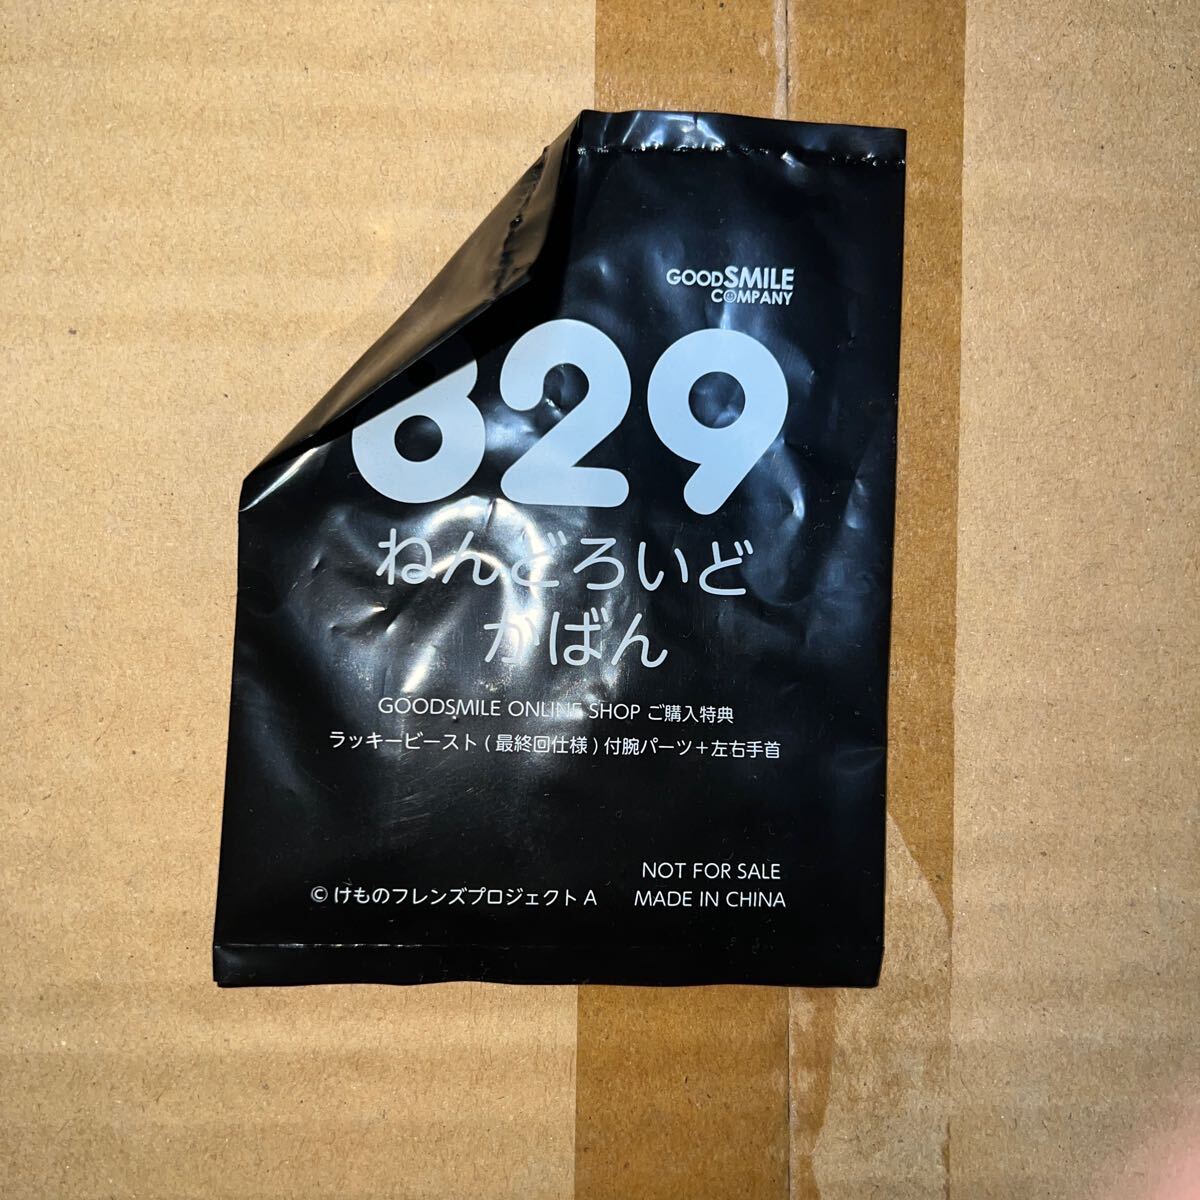 GOODSMILE
COMPANY
829
ねんどろいど
かばん
GOODSMILE ONLINE SHOP ご購入特典
ラッキービースト(最終回仕様)付腕パーツ+左右手首
NOT FOR SALE
©けものフレンズプロジェクトA MADE IN CHINA